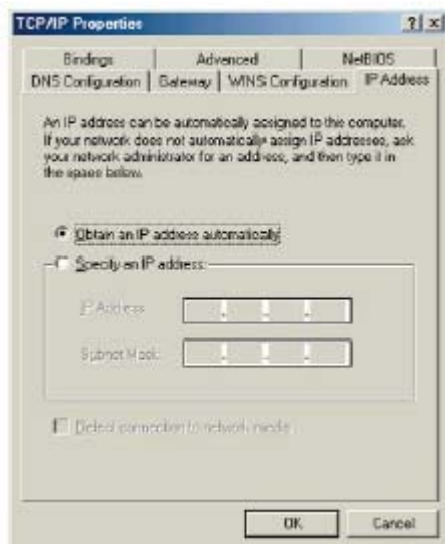 TCP/IP Properties
Bindings Advanced NetBIOS
DNS Configuration Gateway WINS Configuration IP Address
An IP address can be automatically assigned to this computer.
If your network does not automatically assign IP addresses, ask
your network administrator for an address, and then type it in
the space below.
Obtain an IP address automatically
Specify an IP address:
IP Address:
Subnet Mask:
Detect connection to network media
OK Cancel